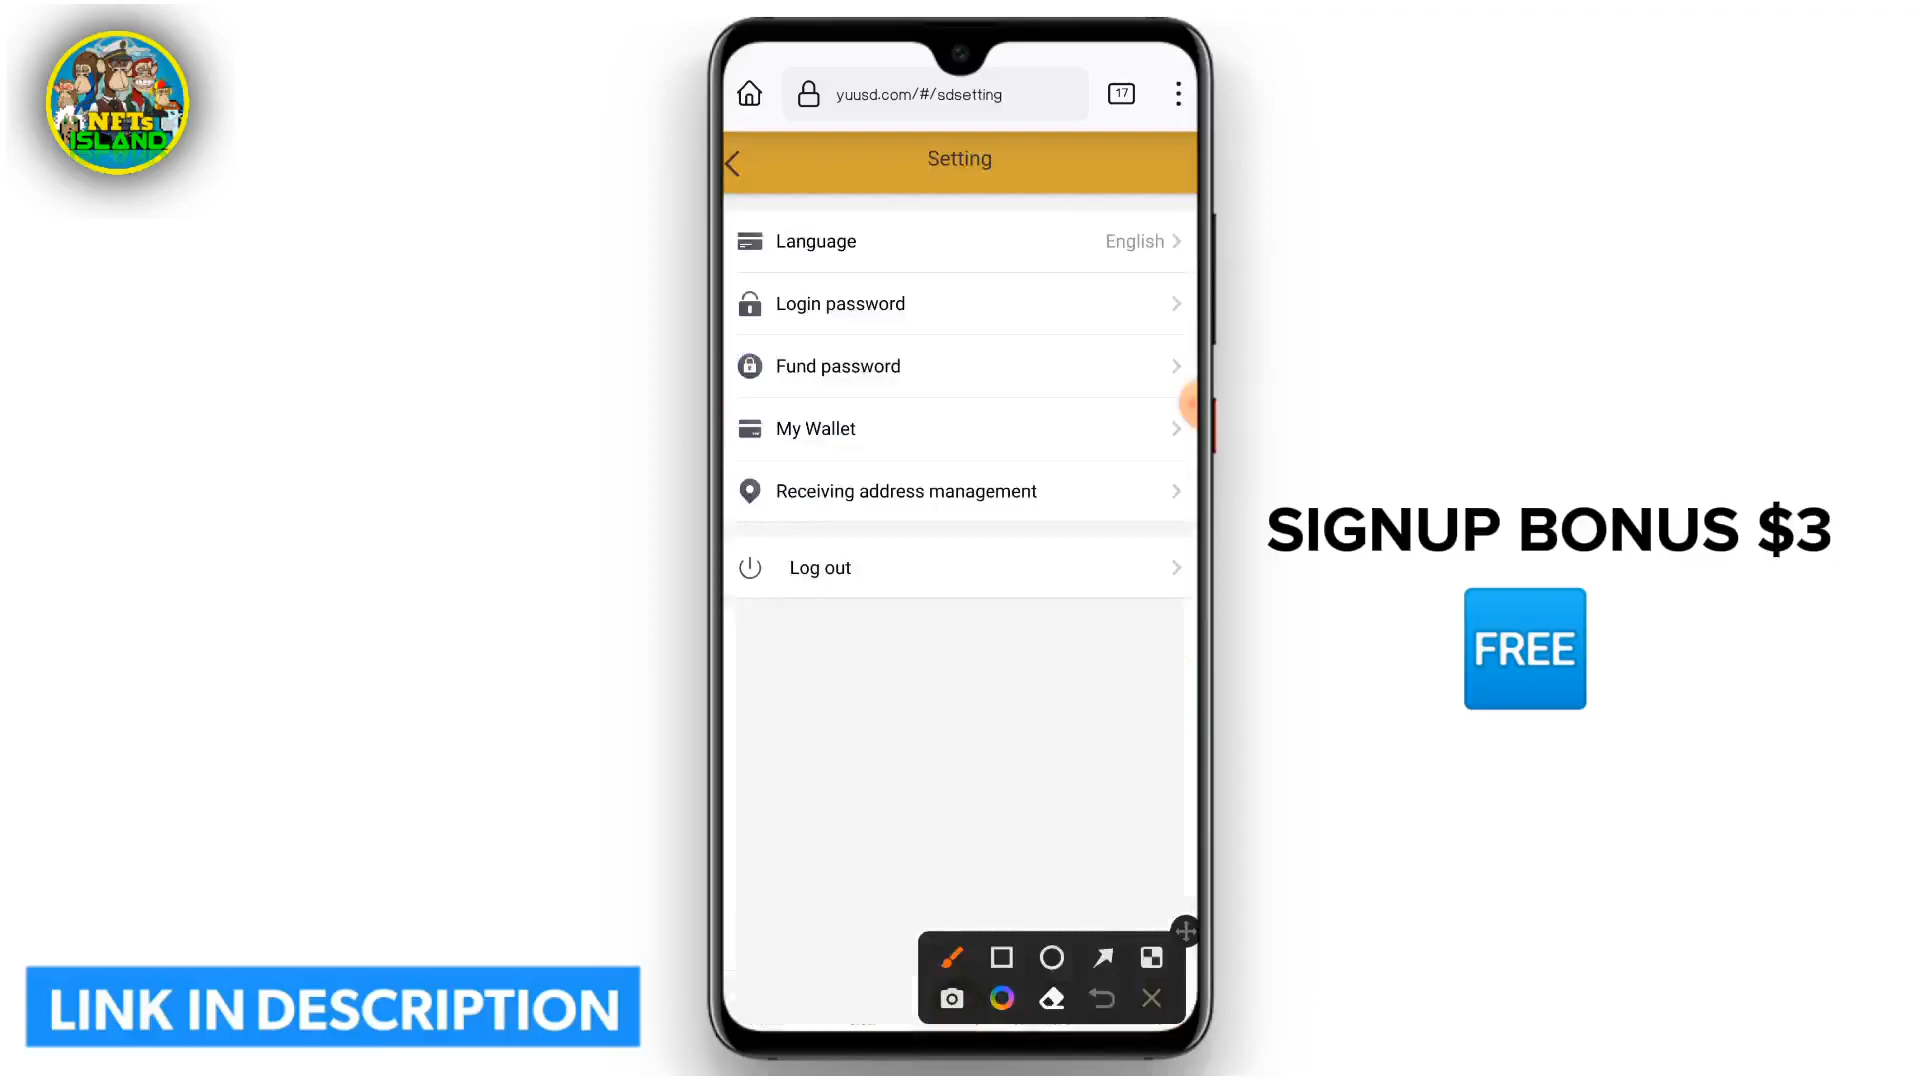 NFTs
ISLAND
yuusd.com/#/sdsetting
17
Setting
Language
English
Login password
Fund password
My Wallet
Receiving address management
Log out
SIGNUP BONUS $3
FREE
LINK IN DESCRIPTION